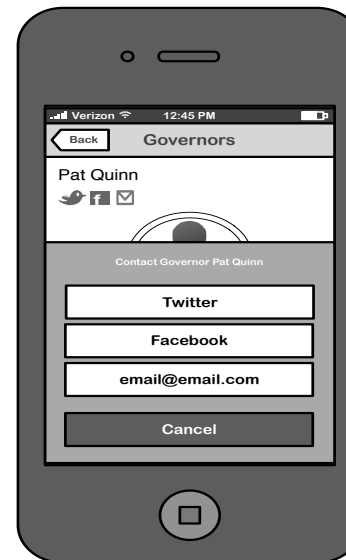 Verizon 12:45 PM
Back Governors
Pat Quinn
Contact Governor Pat Quinn
Twitter
Facebook
email@email.com
Cancel